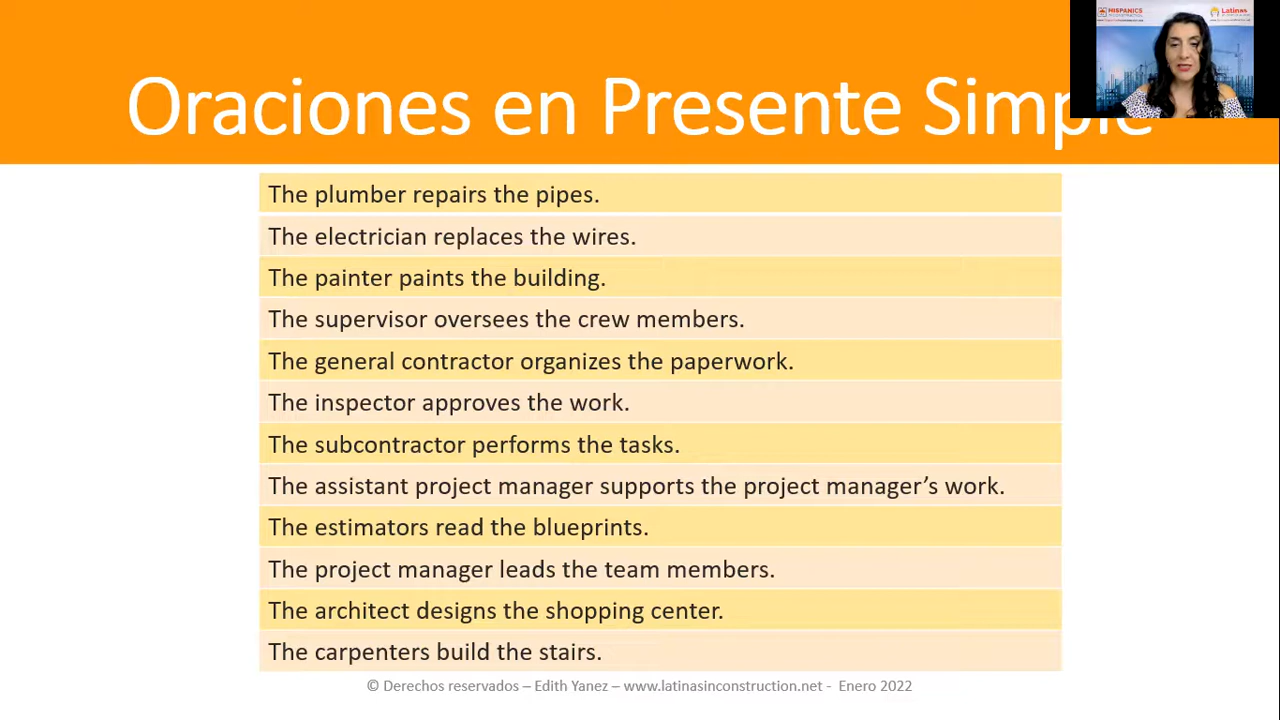 HISPANICS
Latinas
Oraciones en Presente Simple
The plumber repairs the pipes.
The electrician replaces the wires.
The painter paints the building.
The supervisor oversees the crew members.
The general contractor organizes the paperwork.
The inspector approves the work.
The subcontractor performs the tasks.
The assistant project manager supports the project manager’s work.
The estimators read the blueprints.
The project manager leads the team members.
The architect designs the shopping center.
The carpenters build the stairs.
© Derechos reservados – Edith Yanez – www.latinasinconstruction.net - Enero 2022